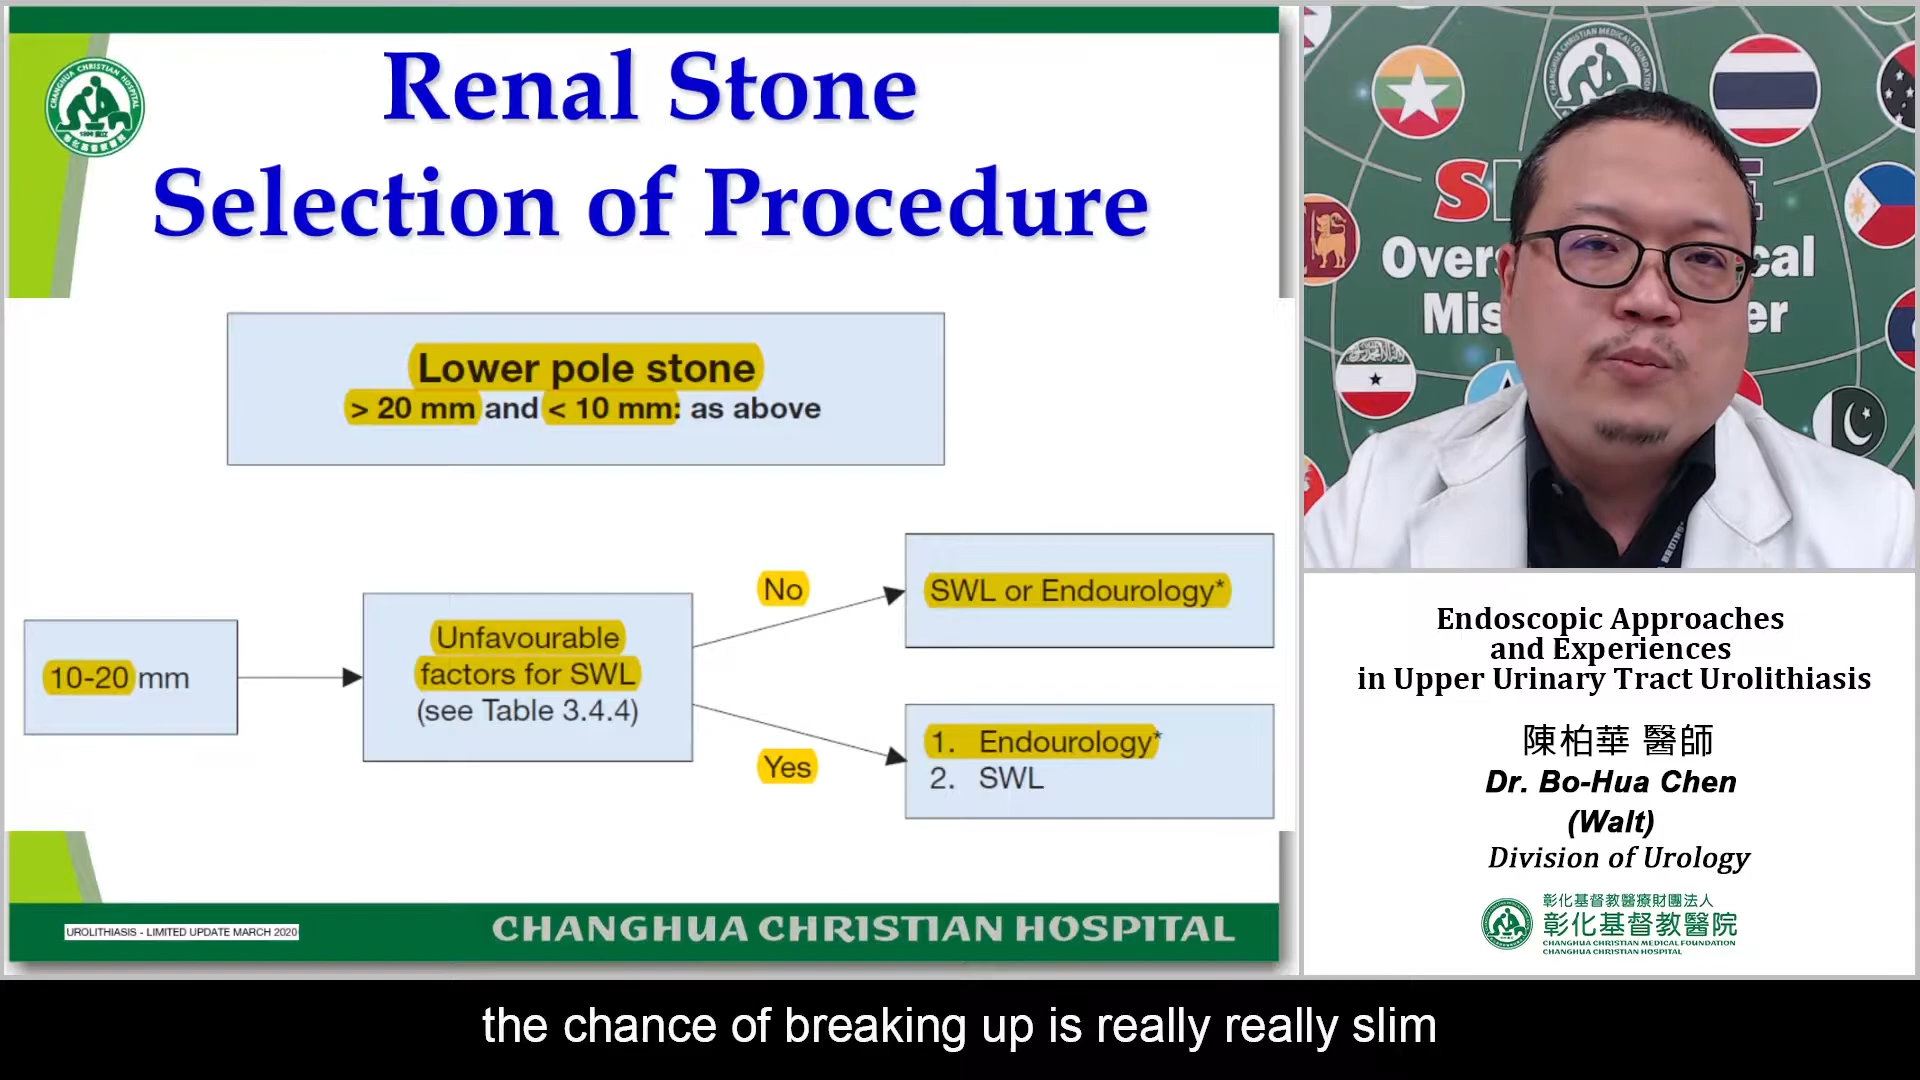 Renal Stone
Selection of Procedure
Lower pole stone
> 20 mm and < 10 mm: as above
10-20 mm
Unfavourable
factors for SWL
(see Table 3.4.4)
No
Yes
SWL or Endourology*
1. Endourology*
2. SWL
UROLITHIASIS - LIMITED UPDATE MARCH 2020
CHANGHUA CHRISTIAN HOSPITAL
Endoscopic Approaches
and Experiences
in Upper Urinary Tract Urolithiasis
陳柏華 醫師
Dr. Bo-Hua Chen
(Walt)
Division of Urology
彰化基督教醫療財團法人
彰化基督教醫院
CHANGHUA CHRISTIAN MEDICAL FOUNDATION
CHANGHUA CHRISTIAN HOSPITAL
the chance of breaking up is really really slim